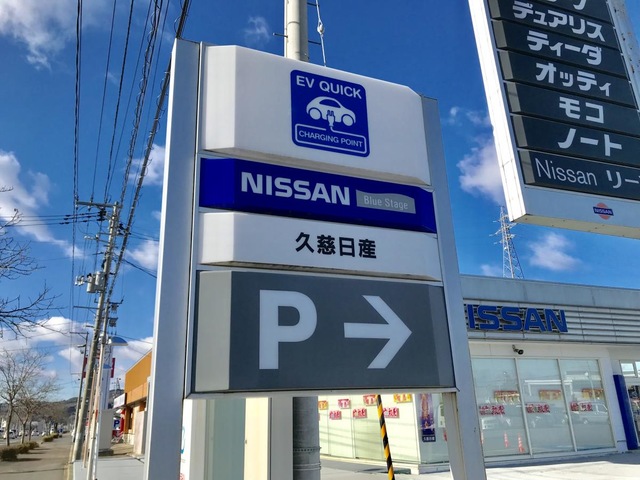 EV QUICK
CHARGING POINT
NISSAN Blue Stage
久慈日産
P
デュアリス
ティーダ
オッティ
モコ
ノート
Nissan リー
NISSAN
NISSAN